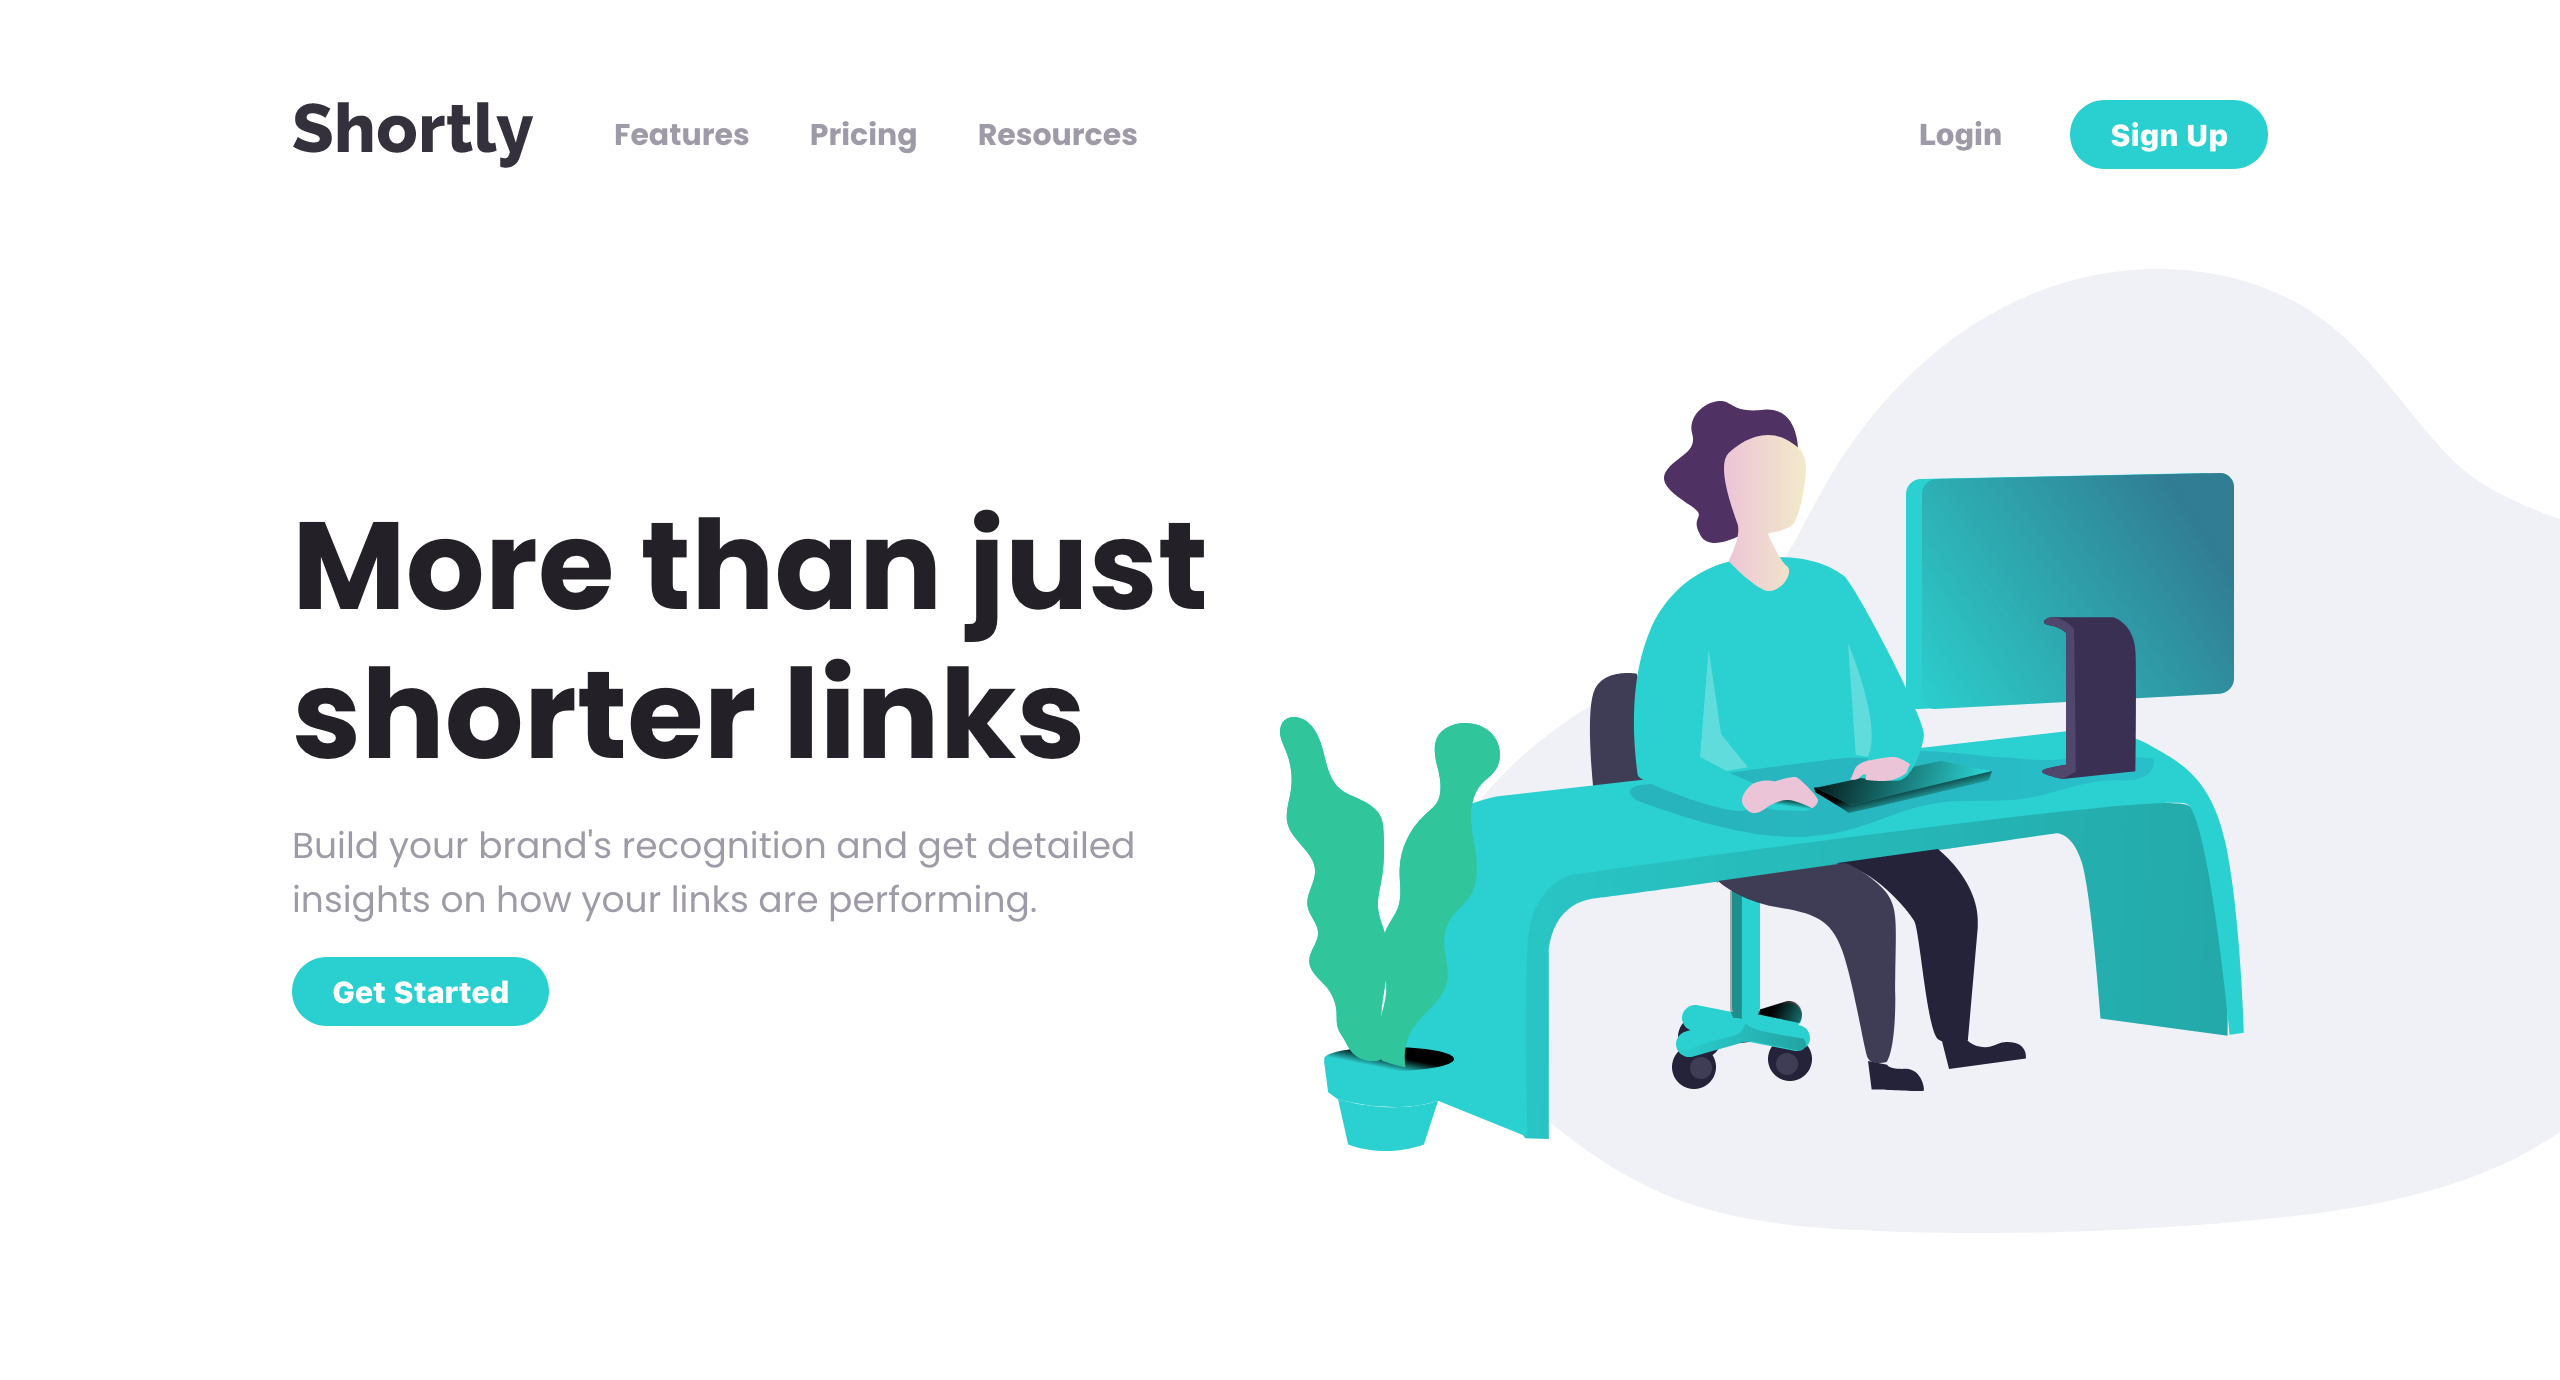 Shortly
Features
Pricing
Resources
Login
Sign Up
More than just
shorter links
Build your brand's recognition and get detailed
insights on how your links are performing.
Get Started